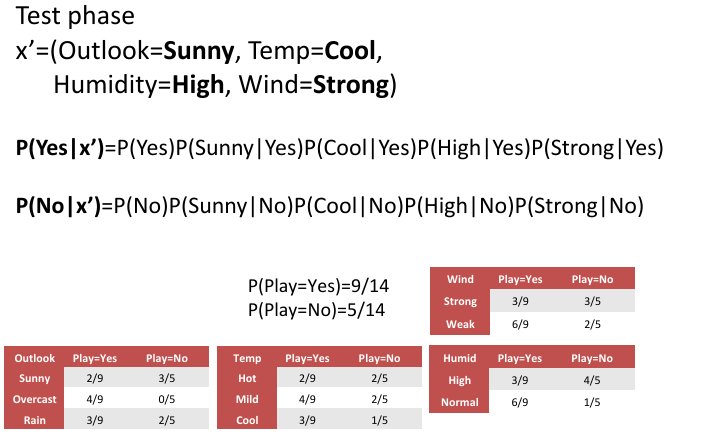 Test phase
x’=(Outlook=Sunny, Temp=Cool,
Humidity=High, Wind=Strong)
P(Yes|x’)=P(Yes)P(Sunny|Yes)P(Cool|Yes)P(High|Yes)P(Strong|Yes)
P(No|x’)=P(No)P(Sunny|No)P(Cool|No)P(High|No)P(Strong|No)
P(Play=Yes)=9/14
P(Play=No)=5/14
Wind Play=Yes Play=No
Strong 3/9 3/5
Weak 6/9 2/5
Outlook Play=Yes Play=No
Sunny 2/9 3/5
Overcast 4/9 0/5
Rain 3/9 2/5
Temp Play=Yes Play=No
Hot 2/9 2/5
Mild 4/9 2/5
Cool 3/9 1/5
Humid Play=Yes Play=No
High 3/9 4/5
Normal 6/9 1/5